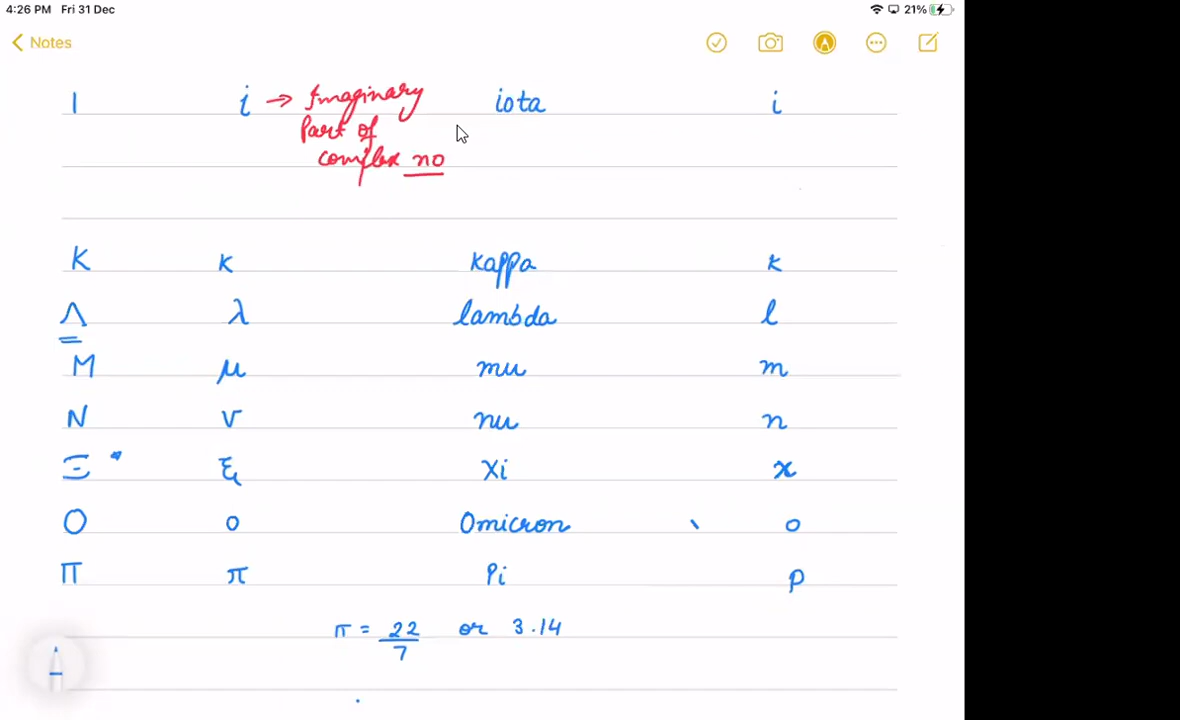 4:26 PM Fri 31 Dec 21%
Notes
I i → Imaginary iota i
Part of
complex no
K κ kappa k
Λ λ lambda l
M μ mu m
N ν nu n
Ξ ξ Xi x
O o Omicron o
Π π Pi p
π = 22/7 or 3.14